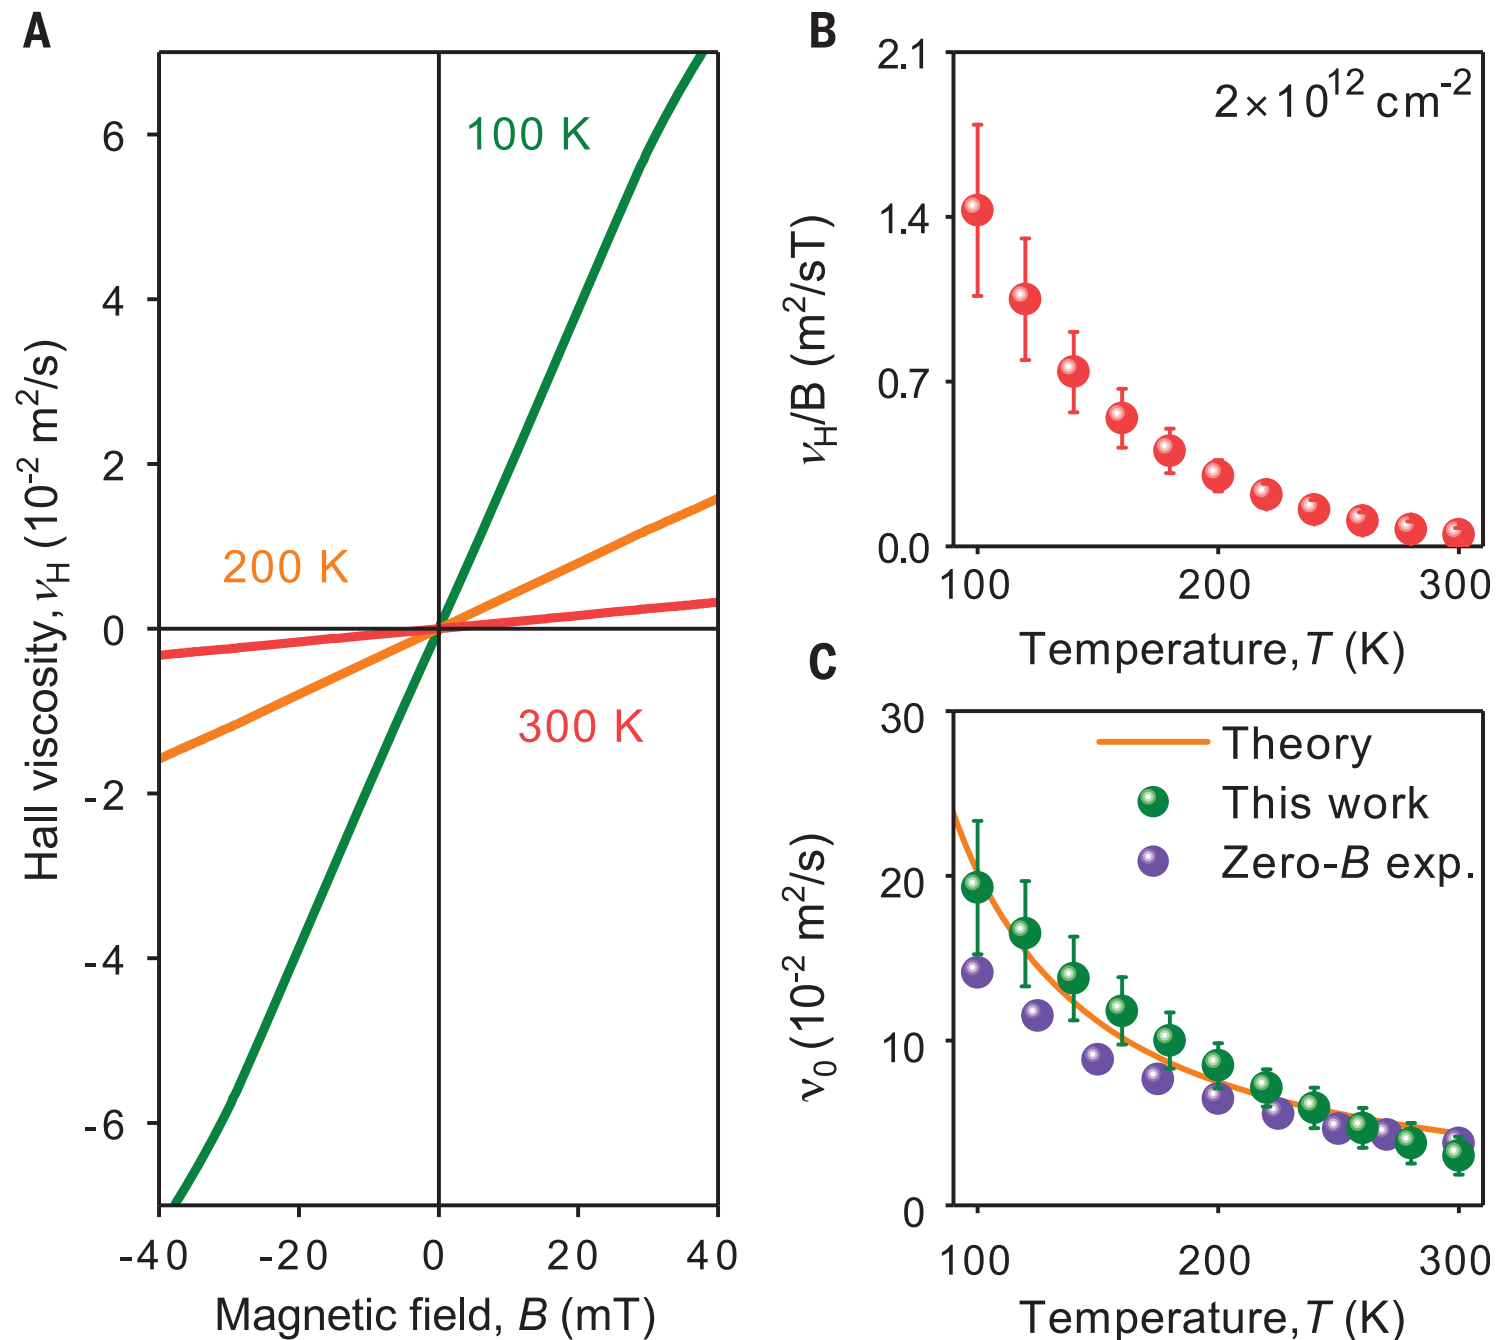 A
Hall viscosity, νH (10-2 m2/s)
6
4
2
0
-2
-4
-6
100 K
200 K
300 K
-40
-20
0
20
40
Magnetic field, B (mT)
B
νH/B (m2/sT)
2.1
1.4
0.7
0.0
2×1012 cm-2
100
200
300
Temperature, T (K)
C
ν0 (10-2 m2/s)
30
20
10
0
Theory
This work
Zero-B exp.
100
200
300
Temperature, T (K)